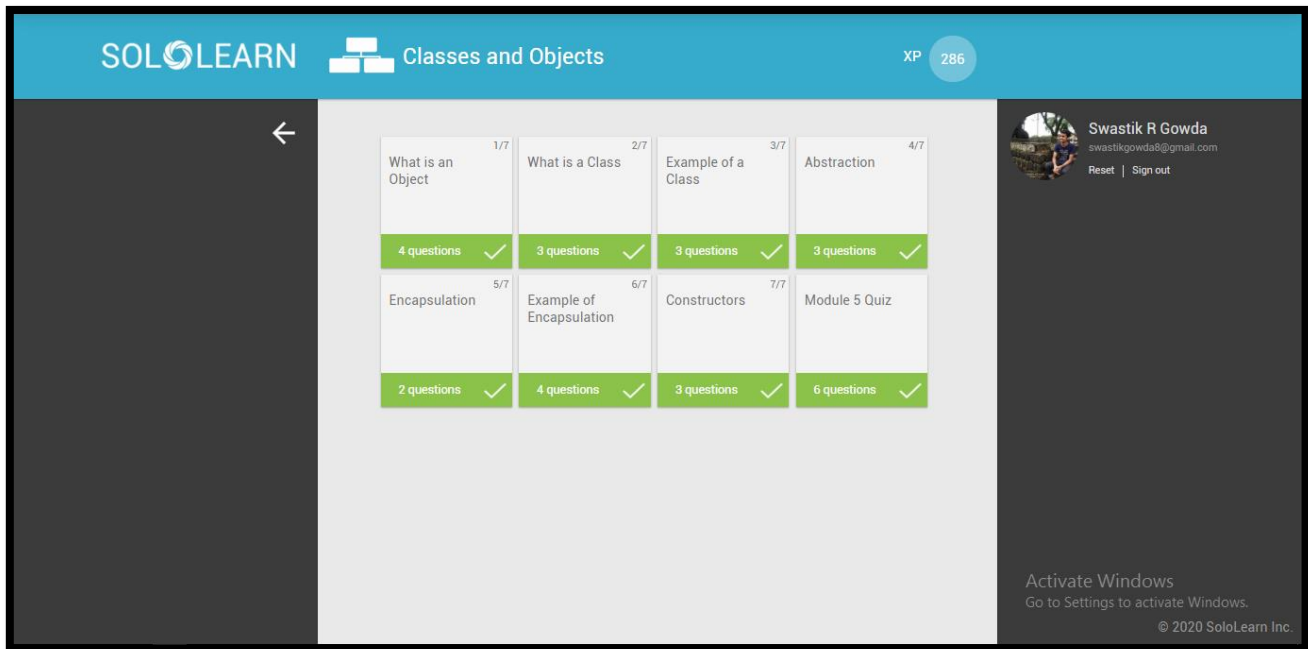 SOLOLEARN
Classes and Objects
XP 286
1/7
What is an
Object
4 questions
2/7
What is a Class
3 questions
3/7
Example of a
Class
3 questions
4/7
Abstraction
3 questions
5/7
Encapsulation
2 questions
6/7
Example of
Encapsulation
4 questions
7/7
Constructors
3 questions
Module 5 Quiz
6 questions
Swastik R Gowda
swastikgowda8@gmail.com
Reset | Sign out
Activate Windows
Go to Settings to activate Windows.
© 2020 SoloLearn Inc.